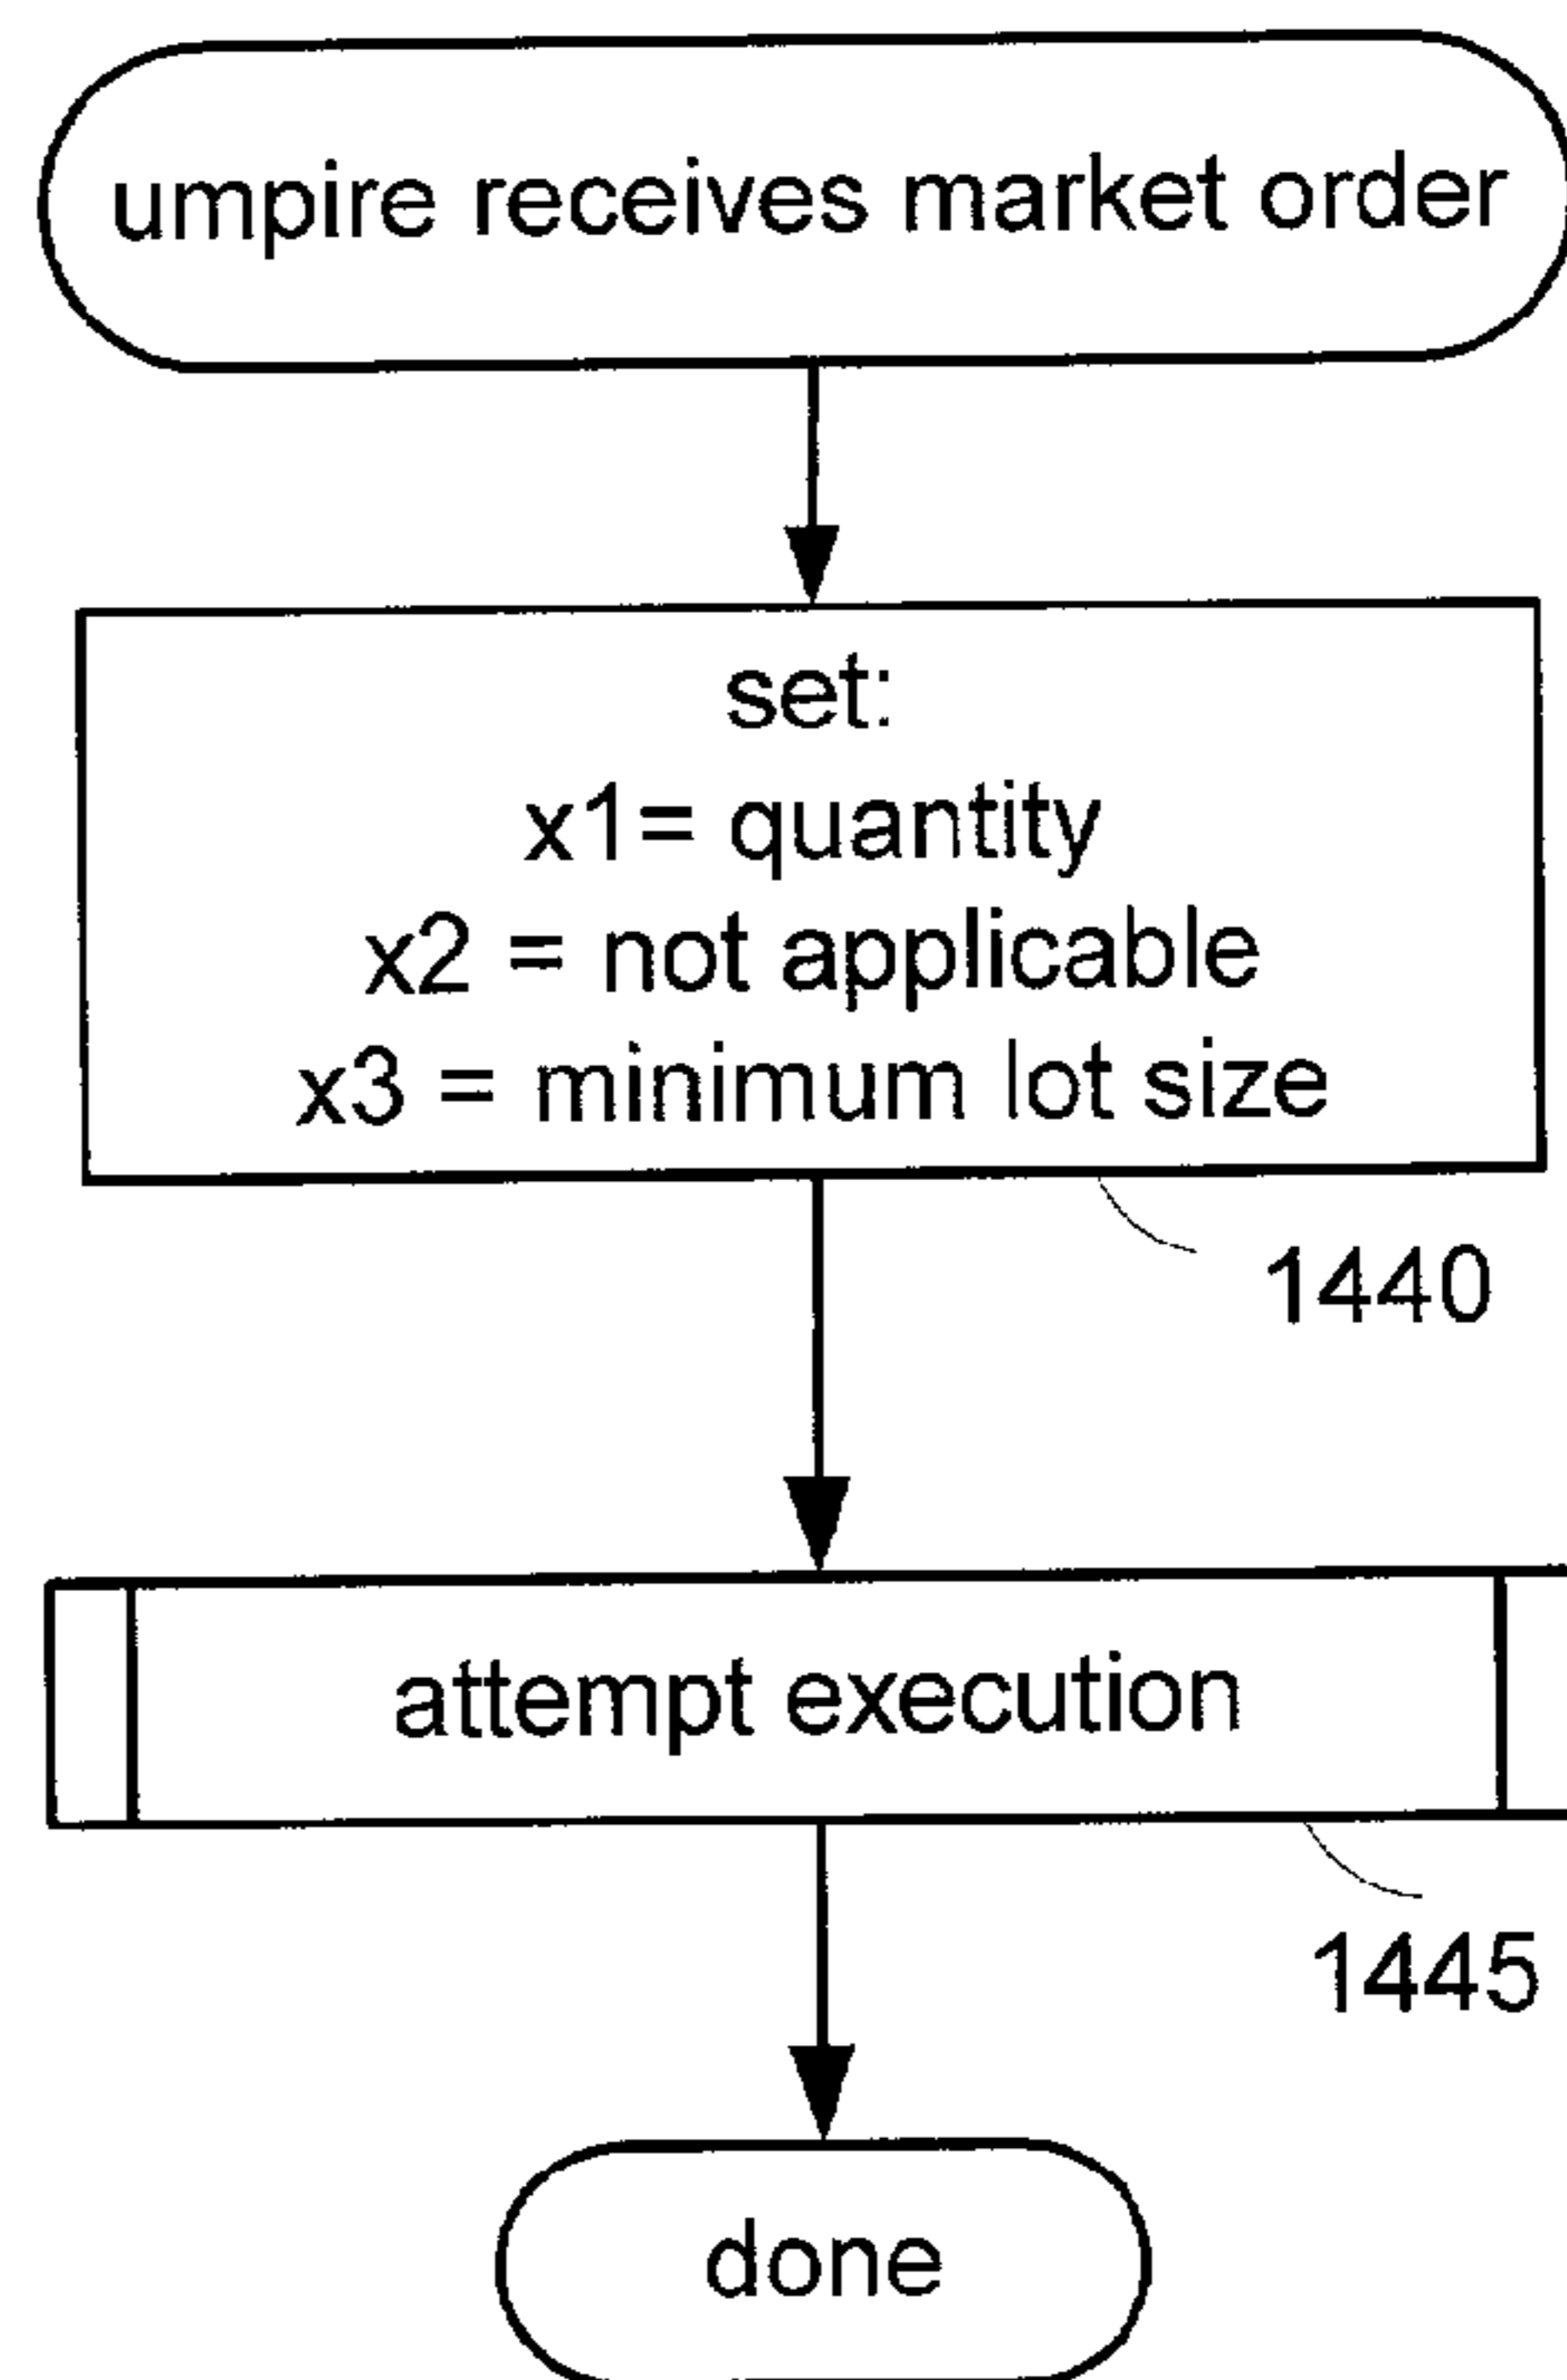 umpire receives market order
set:
x1= quantity
x2 = not applicable
x3 = minimum lot size
1440
attempt execution
1445
done